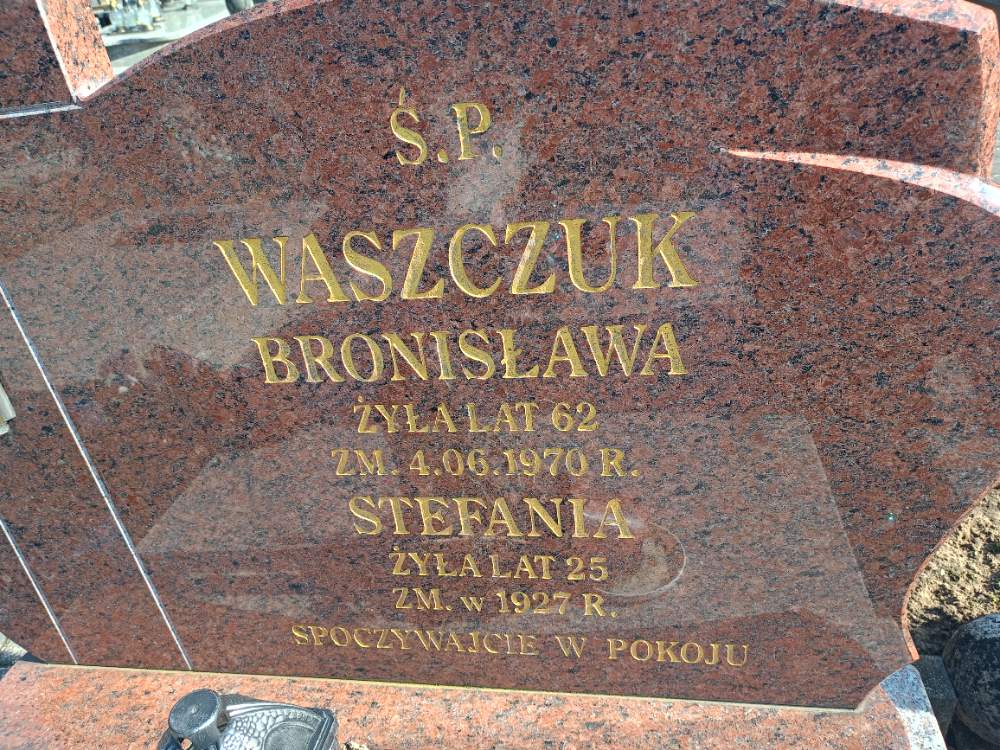 Ś.P.
WASZCZUK
BRONISŁAWA
ŻYŁA LAT 62
ZM. 4.06.1970 R.
STEFANIA
ŻYŁA LAT 25
ZM. w 1927 R.
SPOCZYWAJCIE W POKOJU